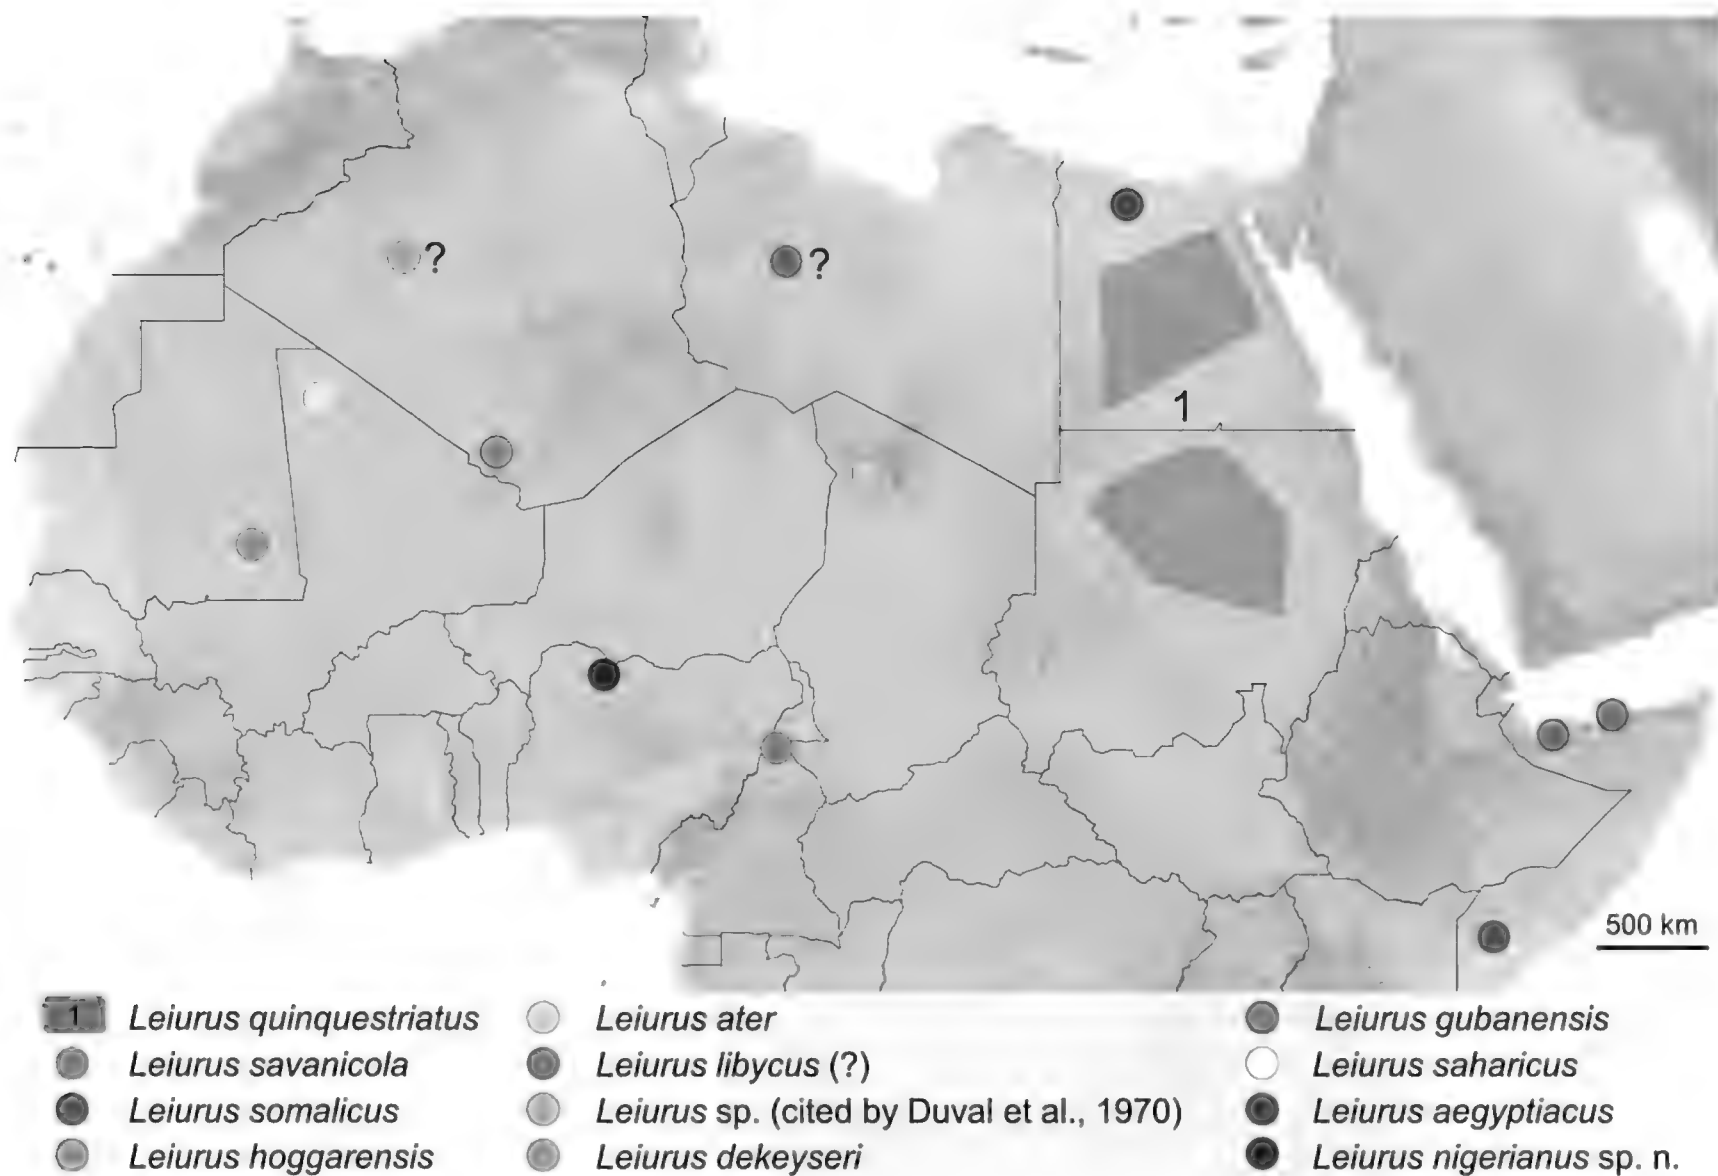 ?
?
1
500 km
1 Leiurus quinquestriatus
Leiurus savanicola
Leiurus somalicus
Leiurus hoggarensis
Leiurus ater
Leiurus libycus (?)
Leiurus sp. (cited by Duval et al., 1970)
Leiurus dekeyseri
Leiurus gubanensis
Leiurus saharicus
Leiurus aegyptiacus
Leiurus nigerianus sp. n.